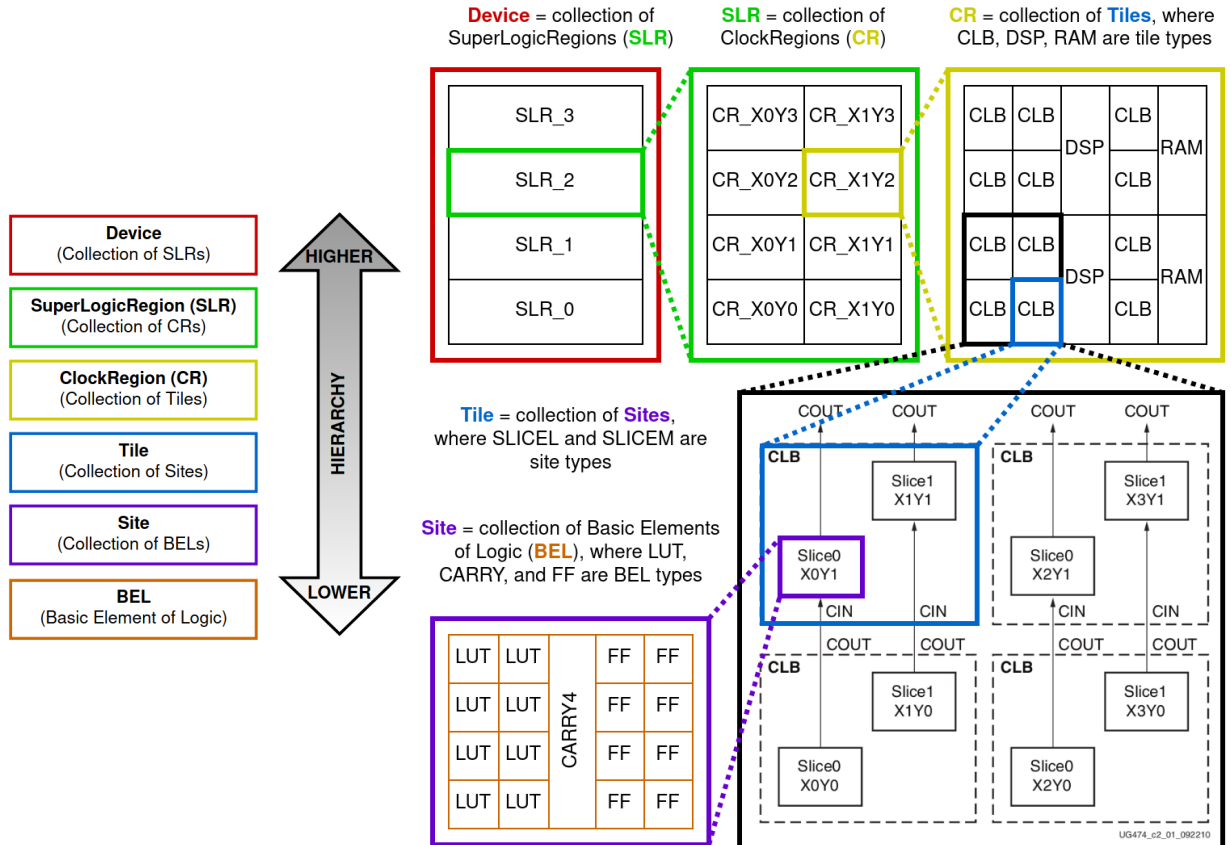 Device = collection of
SuperLogicRegions (SLR)
SLR = collection of
ClockRegions (CR)
CR = collection of Tiles, where
CLB, DSP, RAM are tile types
SLR_3
SLR_2
SLR_1
SLR_0
CR_X0Y3 CR_X1Y3
CR_X0Y2 CR_X1Y2
CR_X0Y1 CR_X1Y1
CR_X0Y0 CR_X1Y0
CLB CLB CLB
DSP RAM
CLB CLB CLB
CLB CLB CLB
DSP RAM
CLB CLB CLB
Device
(Collection of SLRs)
SuperLogicRegion (SLR)
(Collection of CRs)
ClockRegion (CR)
(Collection of Tiles)
Tile
(Collection of Sites)
Site
(Collection of BELs)
BEL
(Basic Element of Logic)
HIGHER
HIERARCHY
LOWER
Tile = collection of Sites,
where SLICEL and SLICEM are
site types
Site = collection of Basic Elements
of Logic (BEL), where LUT,
CARRY, and FF are BEL types
LUT LUT FF FF
LUT LUT FF FF
CARRY4
LUT LUT FF FF
LUT LUT FF FF
COUT COUT COUT COUT
CLB CLB
Slice1
X1Y1
Slice1
X3Y1
Slice0
X0Y1
Slice0
X2Y1
CIN CIN CIN CIN
COUT COUT COUT COUT
CLB CLB
Slice1
X1Y0
Slice1
X3Y0
Slice0
X0Y0
Slice0
X2Y0
UG474_c2_01_092210